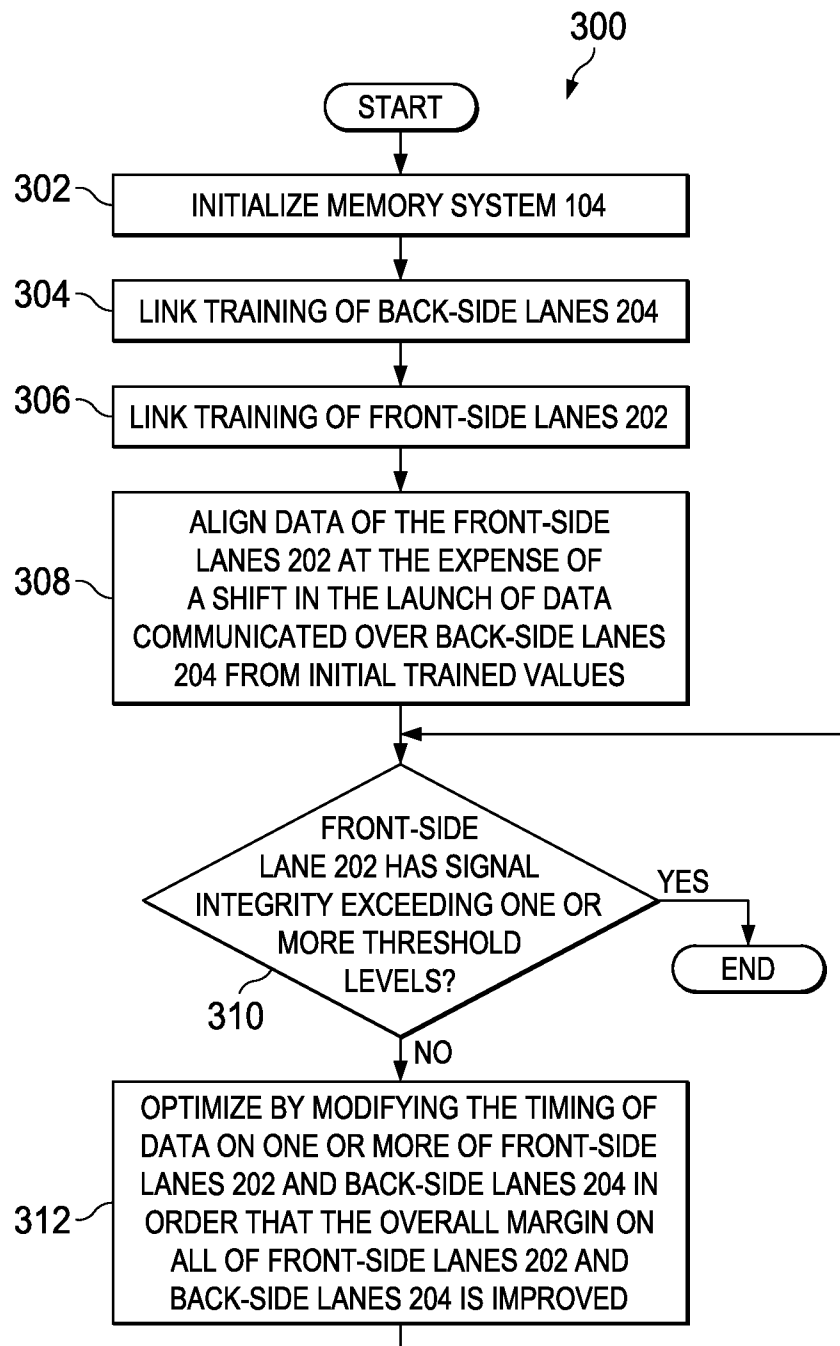 300
START
302
INITIALIZE MEMORY SYSTEM 104
304
LINK TRAINING OF BACK-SIDE LANES 204
306
LINK TRAINING OF FRONT-SIDE LANES 202
308
ALIGN DATA OF THE FRONT-SIDE
LANES 202 AT THE EXPENSE OF
A SHIFT IN THE LAUNCH OF DATA
COMMUNICATED OVER BACK-SIDE LANES
204 FROM INITIAL TRAINED VALUES
FRONT-SIDE
LANE 202 HAS SIGNAL
INTEGRITY EXCEEDING ONE OR
MORE THRESHOLD
LEVELS?
310
YES
END
NO
312
OPTIMIZE BY MODIFYING THE TIMING OF
DATA ON ONE OR MORE OF FRONT-SIDE
LANES 202 AND BACK-SIDE LANES 204 IN
ORDER THAT THE OVERALL MARGIN ON
ALL OF FRONT-SIDE LANES 202 AND
BACK-SIDE LANES 204 IS IMPROVED